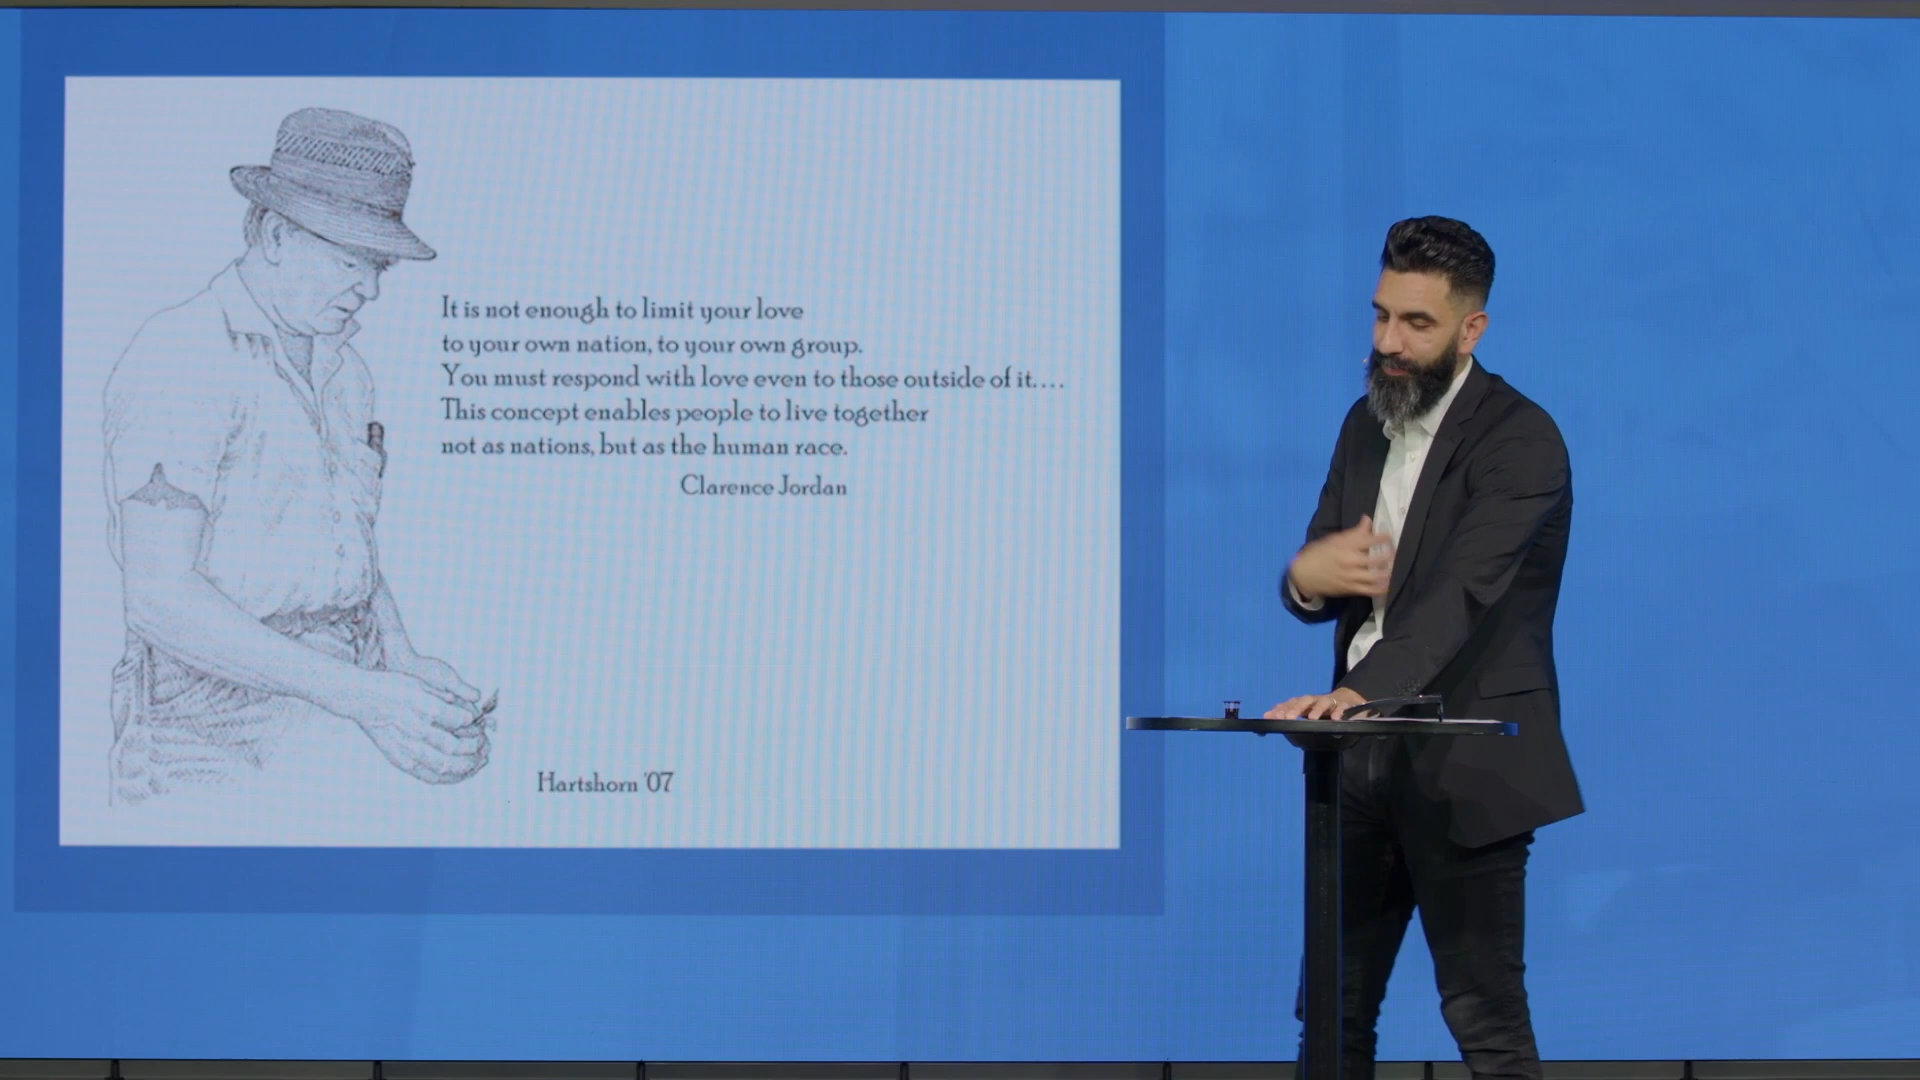 It is not enough to limit your love
to your own nation, to your own group.
You must respond with love even to those outside of it....
This concept enables people to live together
not as nations, but as the human race.
Clarence Jordan
Hartshorn '07